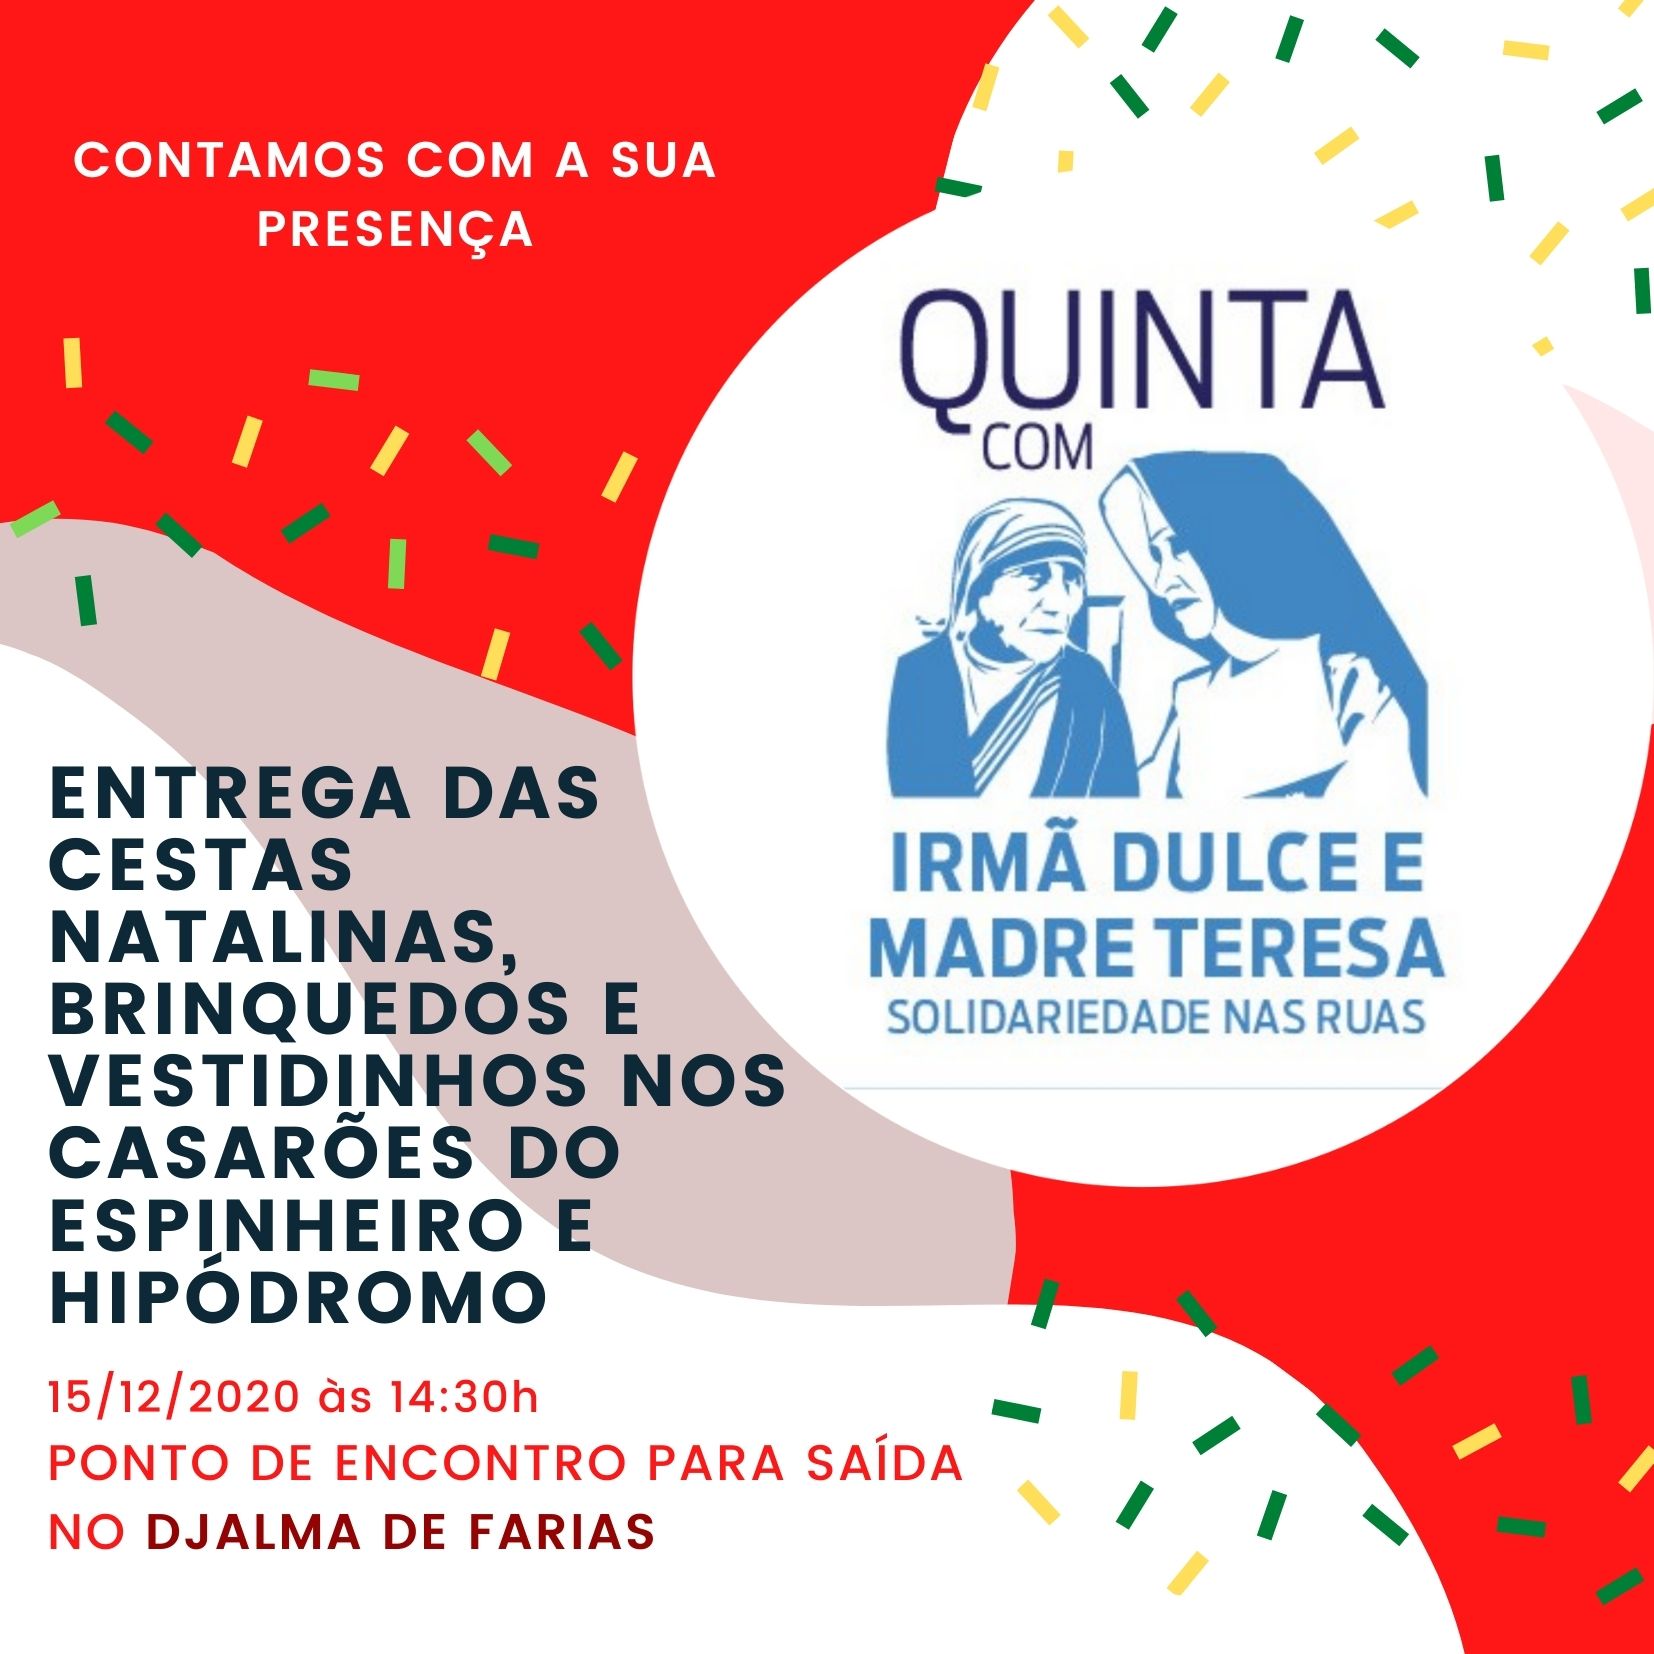 CONTAMOS COM A SUA
PRESENÇA
QUINTA
COM
IRMÃ DULCE E
MADRE TERESA
SOLIDARIEDADE NAS RUAS
ENTREGA DAS
CESTAS
NATALINAS,
BRINQUEDOS E
VESTIDINHOS NOS
CASARÕES DO
ESPINHEIRO E
HIPÓDROMO
15/12/2020 às 14:30h
PONTO DE ENCONTRO PARA SAÍDA
NO DJALMA DE FARIAS